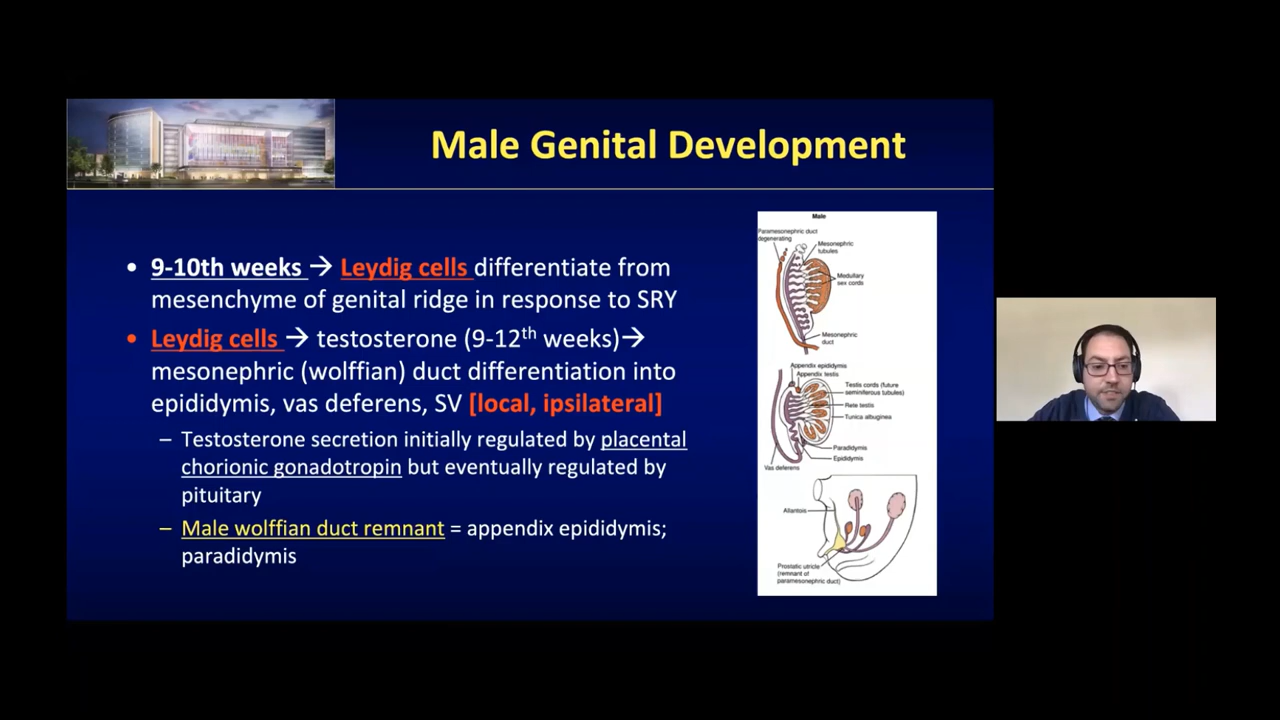 Male Genital Development
• 9-10th weeks → Leydig cells differentiate from
mesenchyme of genital ridge in response to SRY
• Leydig cells → testosterone (9-12th weeks)→
mesonephric (wolffian) duct differentiation into
epididymis, vas deferens, SV [local, ipsilateral]
– Testosterone secretion initially regulated by placental
chorionic gonadotropin but eventually regulated by
pituitary
– Male wolffian duct remnant = appendix epididymis;
paradidymis
Male
Paramesonephric duct
degenerating
Mesonephric
tubules
Medullary
sex cords
Mesonephric
duct
Appendix epididymis
Appendix testis
Testis cords (future
seminiferous tubules)
Rete testis
Tunica albuginea
Paradidymis
Epididymis
Vas deferens
Allantois
Prostatic utricle
(remnant of
paramesonephric duct)